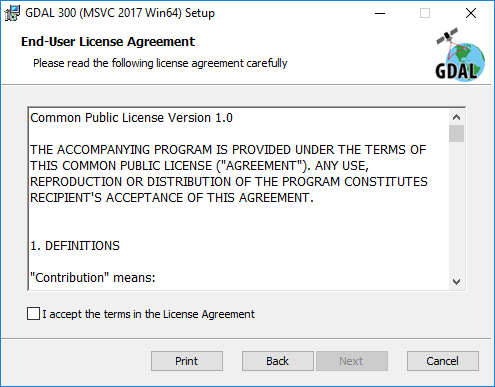 GDAL 300 (MSVC 2017 Win64) Setup
End-User License Agreement
Please read the following license agreement carefully
GDAL
Common Public License Version 1.0
THE ACCOMPANYING PROGRAM IS PROVIDED UNDER THE TERMS OF
THIS COMMON PUBLIC LICENSE ("AGREEMENT"). ANY USE,
REPRODUCTION OR DISTRIBUTION OF THE PROGRAM CONSTITUTES
RECIPIENT'S ACCEPTANCE OF THIS AGREEMENT.
1. DEFINITIONS
"Contribution" means:
I accept the terms in the License Agreement
Print Back Next Cancel